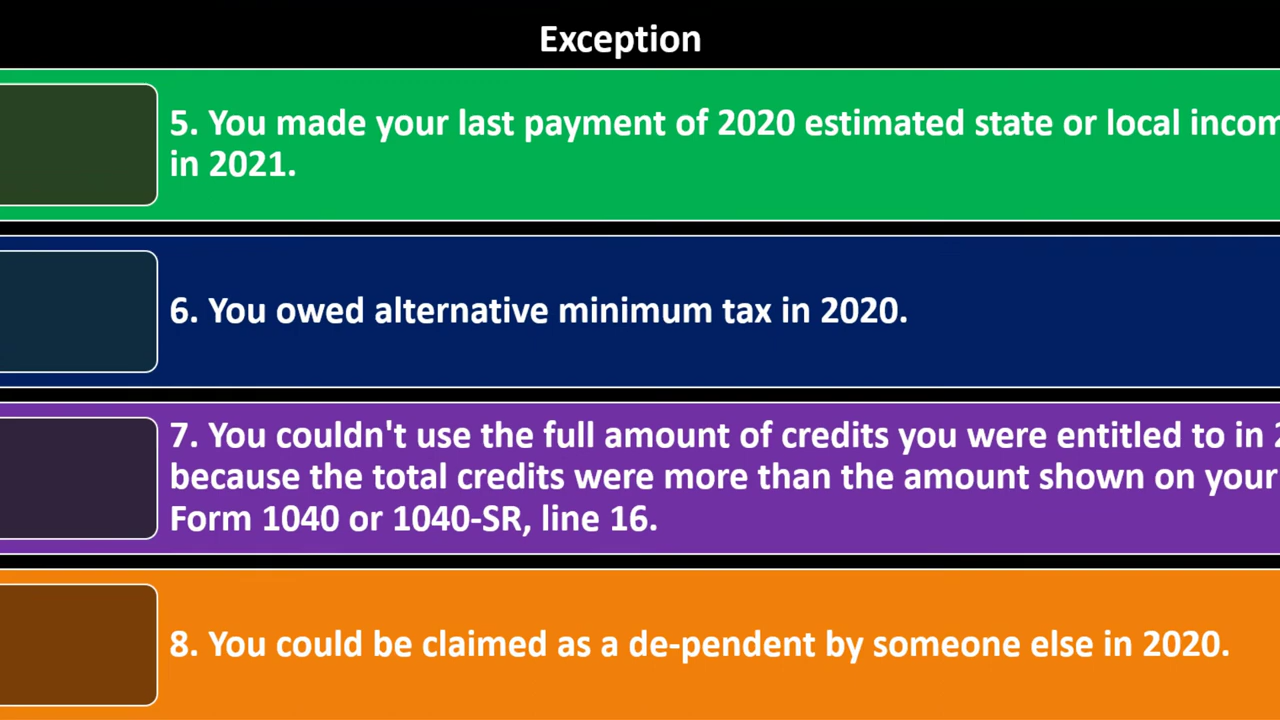 Exception
5. You made your last payment of 2020 estimated state or local
in 2021.
6. You owed alternative minimum tax in 2020.
7. You couldn't use the full amount of credits you were entitled to in
because the total credits were more than the amount shown on your
Form 1040 or 1040-SR, line 16.
8. You could be claimed as a de-pendent by someone else in 2020.